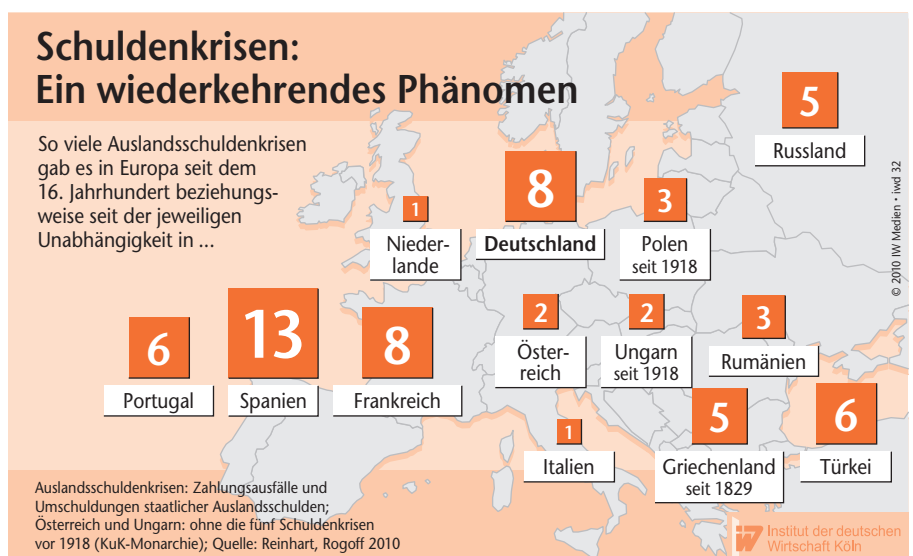 Schuldenkrisen:
Ein wiederkehrendes Phänomen
So viele Auslandsschuldenkrisen
gab es in Europa seit dem
16. Jahrhundert beziehungs-
weise seit der jeweiligen
Unabhängigkeit in ...
5
Russland
1
Nieder-
lande
8
Deutschland
3
Polen
seit 1918
6
Portugal
13
Spanien
8
Frankreich
2
Öster-
reich
2
Ungarn
seit 1918
3
Rumänien
1
Italien
5
Griechenland
seit 1829
6
Türkei
Auslandsschuldenkrisen: Zahlungsausfälle und
Umschuldungen staatlicher Auslandsschulden;
Österreich und Ungarn: ohne die fünf Schuldenkrisen
vor 1918 (KuK-Monarchie); Quelle: Reinhart, Rogoff 2010
© 2010 IW Medien • iwd 32
iw Institut der deutschen
Wirtschaft Köln